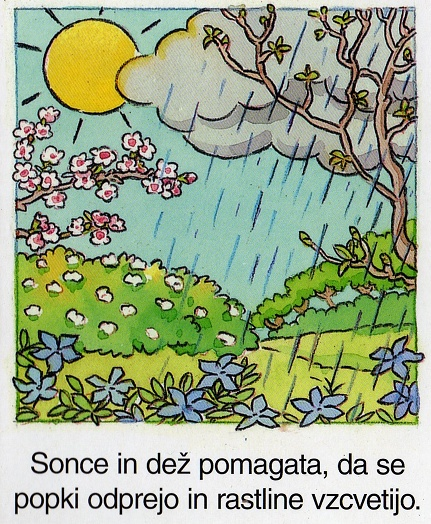 Sonce in dež pomagata, da se
popki odprejo in rastline vzcvetijo.